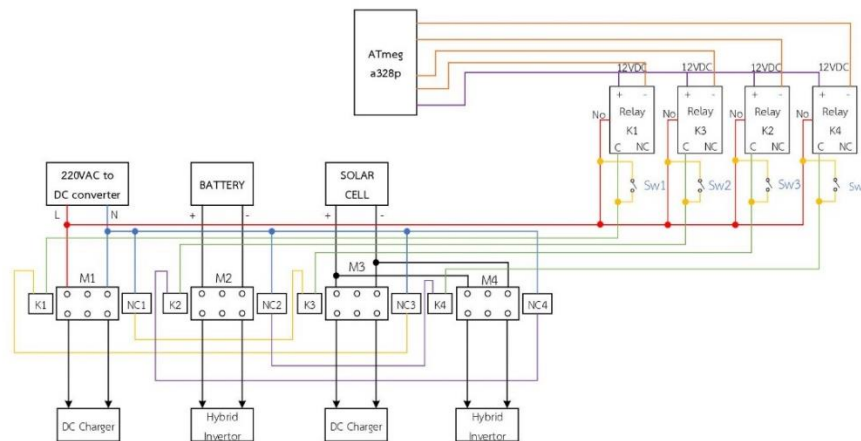 ATmeg
a328p
12VDC 12VDC 12VDC 12VDC
+ - + - + - + -
No Relay No Relay No Relay No Relay
K1 K3 K2 K4
C NC C NC C NC C NC
Sw1 Sw2 Sw3 Sw
220VAC to
DC converter
BATTERY
SOLAR
CELL
L N + - + -
M1 M2 M3 M4
K1 NC1 K2 NC2 K3 NC3 K4 NC4
DC Charger
Hybrid
Invertor
DC Charger
Hybrid
Invertor